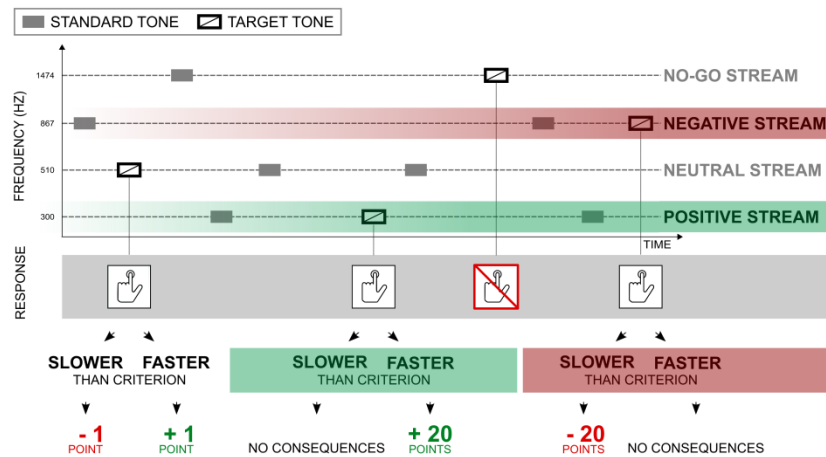 STANDARD TONE TARGET TONE
FREQUENCY (HZ)
1474 NO-GO STREAM
867 NEGATIVE STREAM
510 NEUTRAL STREAM
300 POSITIVE STREAM
TIME
RESPONSE
SLOWER FASTER SLOWER FASTER SLOWER FASTER
THAN CRITERION THAN CRITERION THAN CRITERION
- 1 + 1 + 20 - 20
POINT POINT NO CONSEQUENCES POINTS POINTS NO CONSEQUENCES